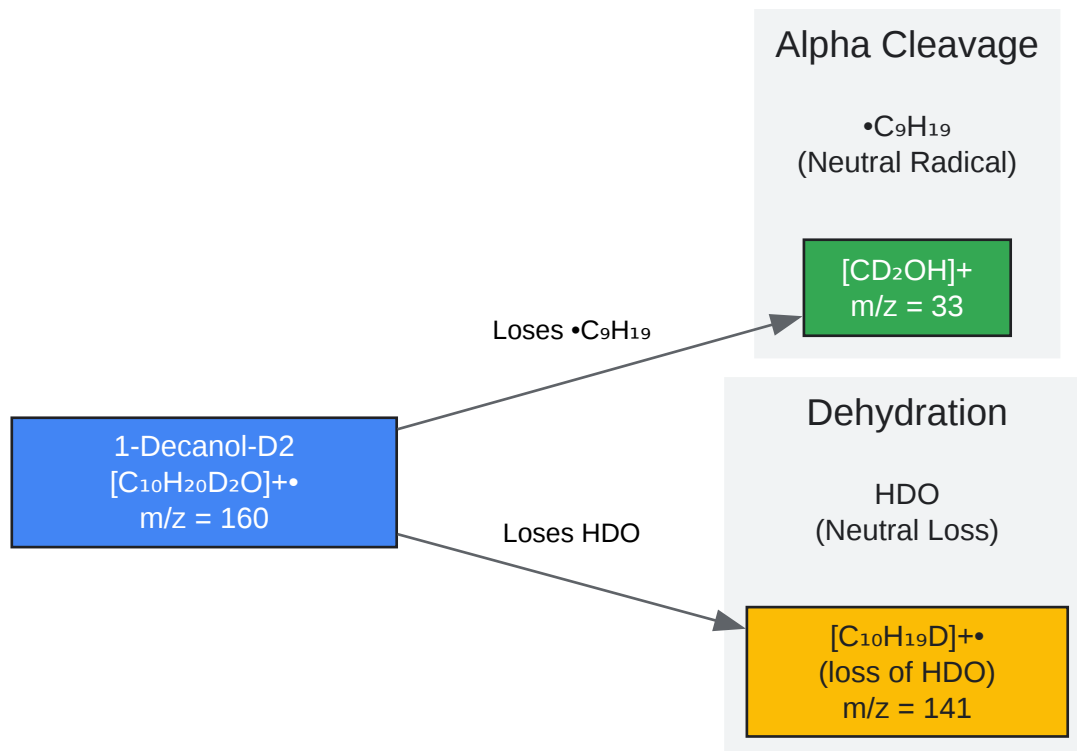 Alpha Cleavage
•C₉H₁₉
(Neutral Radical)
[CD₂OH]+
m/z = 33
Loses •C₉H₁₉
1-Decanol-D2
[C₁₀H₂₀D₂O]+•
m/z = 160
Loses HDO
Dehydration
HDO
(Neutral Loss)
[C₁₀H₁₉D]+•
(loss of HDO)
m/z = 141